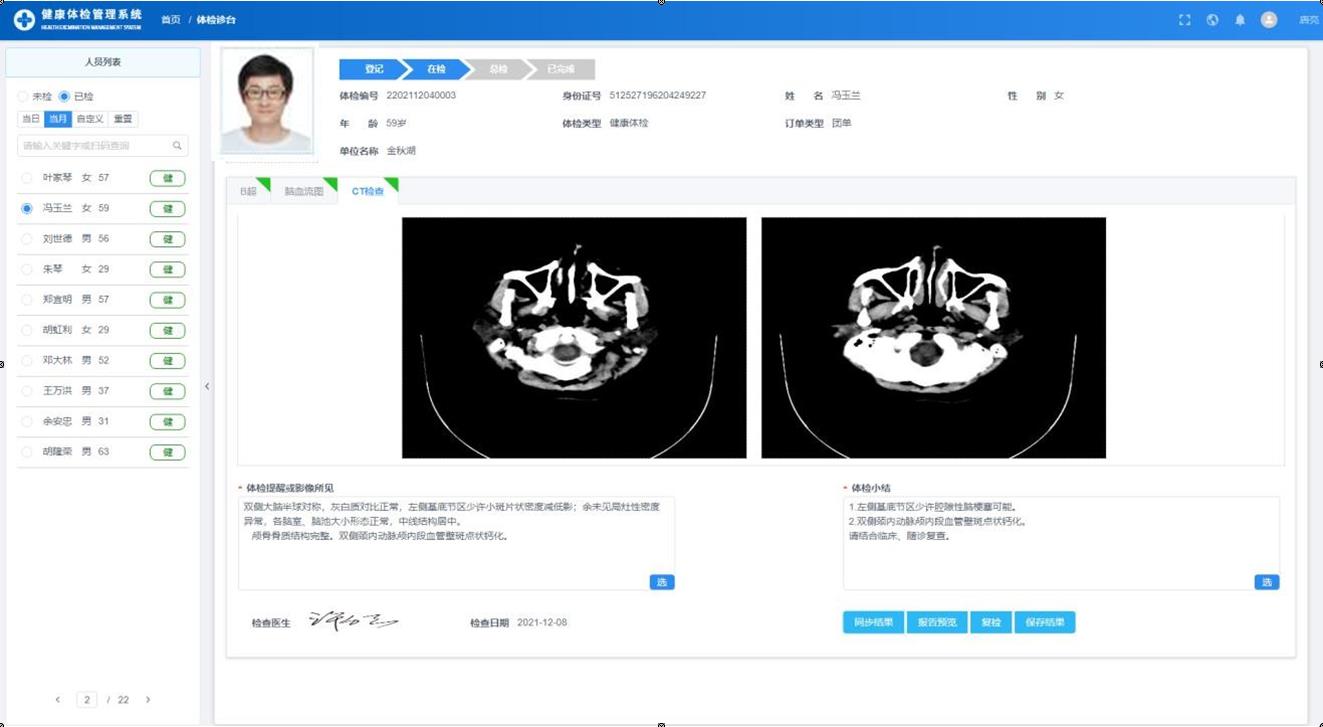 健康体检管理系统
HEALTH EXAMINATION MANAGEMENT SYSTEM
首页 / 体检诊台
唐亮
人员列表
未检 已检
当日 当月 自定义 重置
请输入关键字或扫码查询
叶家琴 女 57 健
冯玉兰 女 59 健
刘世德 男 56 健
朱琴 女 29 健
郑宣明 男 57 健
胡虹利 女 29 健
邓大林 男 52 健
王万洪 男 37 健
余安忠 男 31 健
胡隆荣 男 63 健
2 / 22
登记 在检 总检 已完成
体检编号 2202112040003 身份证号 512527196204249227 姓 名 冯玉兰 性 别 女
年 龄 59岁 体检类型 健康体检 订单类型 团单
单位名称 金秋湖
B超 脑血流图 CT检查
* 体检提醒或影像所见
双侧大脑半球对称，灰白质对比正常，左侧基底节区少许小斑片状密度减低影；余未见局灶性密度
异常，各脑室、脑池大小形态正常，中线结构居中。
颅骨骨质结构完整。双侧颈内动脉颅内段血管壁斑点状钙化。
选
* 体检小结
1.左侧基底节区少许腔隙性脑梗塞可能。
2.双侧颈内动脉颅内段血管壁斑点状钙化。
请结合临床、随诊复查。
选
检查医生 检查日期 2021-12-08
同步结果 报告预览 复检 保存结果